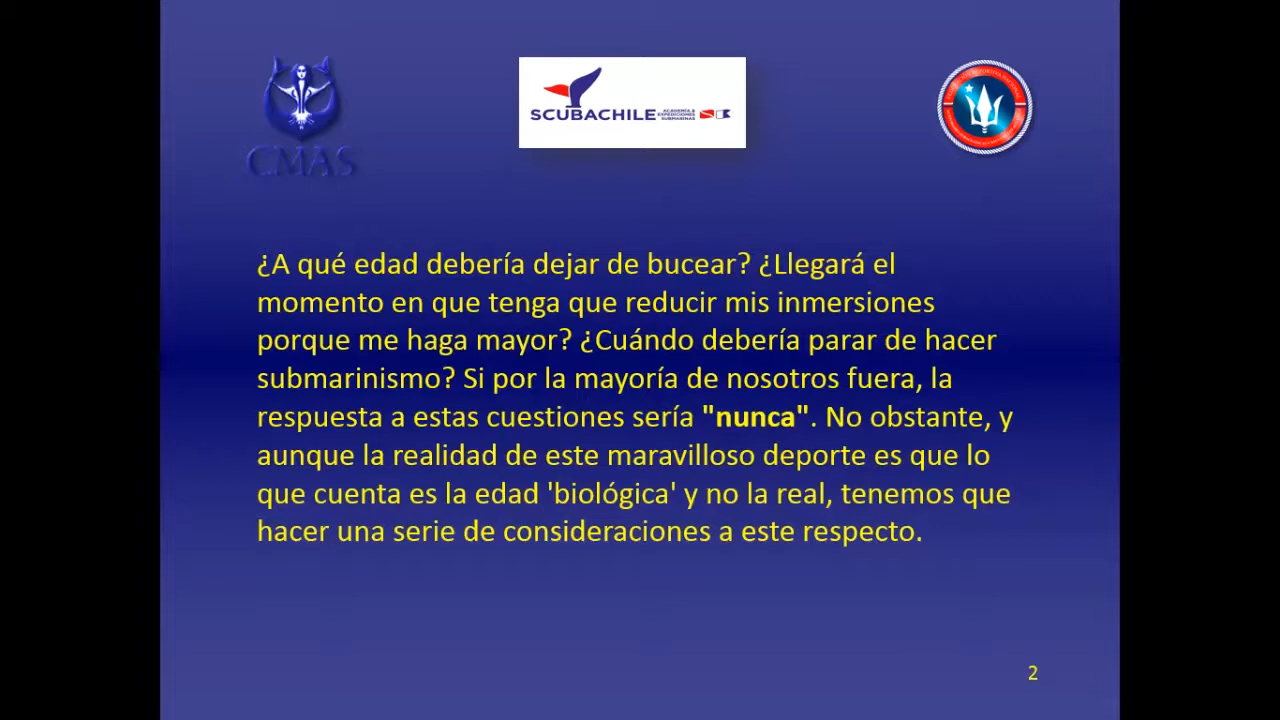 CMAS
SCUBACHILE
ACADEMIA &
EXPEDICIONES
SUBMARINAS
¿A qué edad debería dejar de bucear? ¿Llegará el
momento en que tenga que reducir mis inmersiones
porque me haga mayor? ¿Cuándo debería parar de hacer
submarinismo? Si por la mayoría de nosotros fuera, la
respuesta a estas cuestiones sería "nunca". No obstante, y
aunque la realidad de este maravilloso deporte es que lo
que cuenta es la edad 'biológica' y no la real, tenemos que
hacer una serie de consideraciones a este respecto.
2